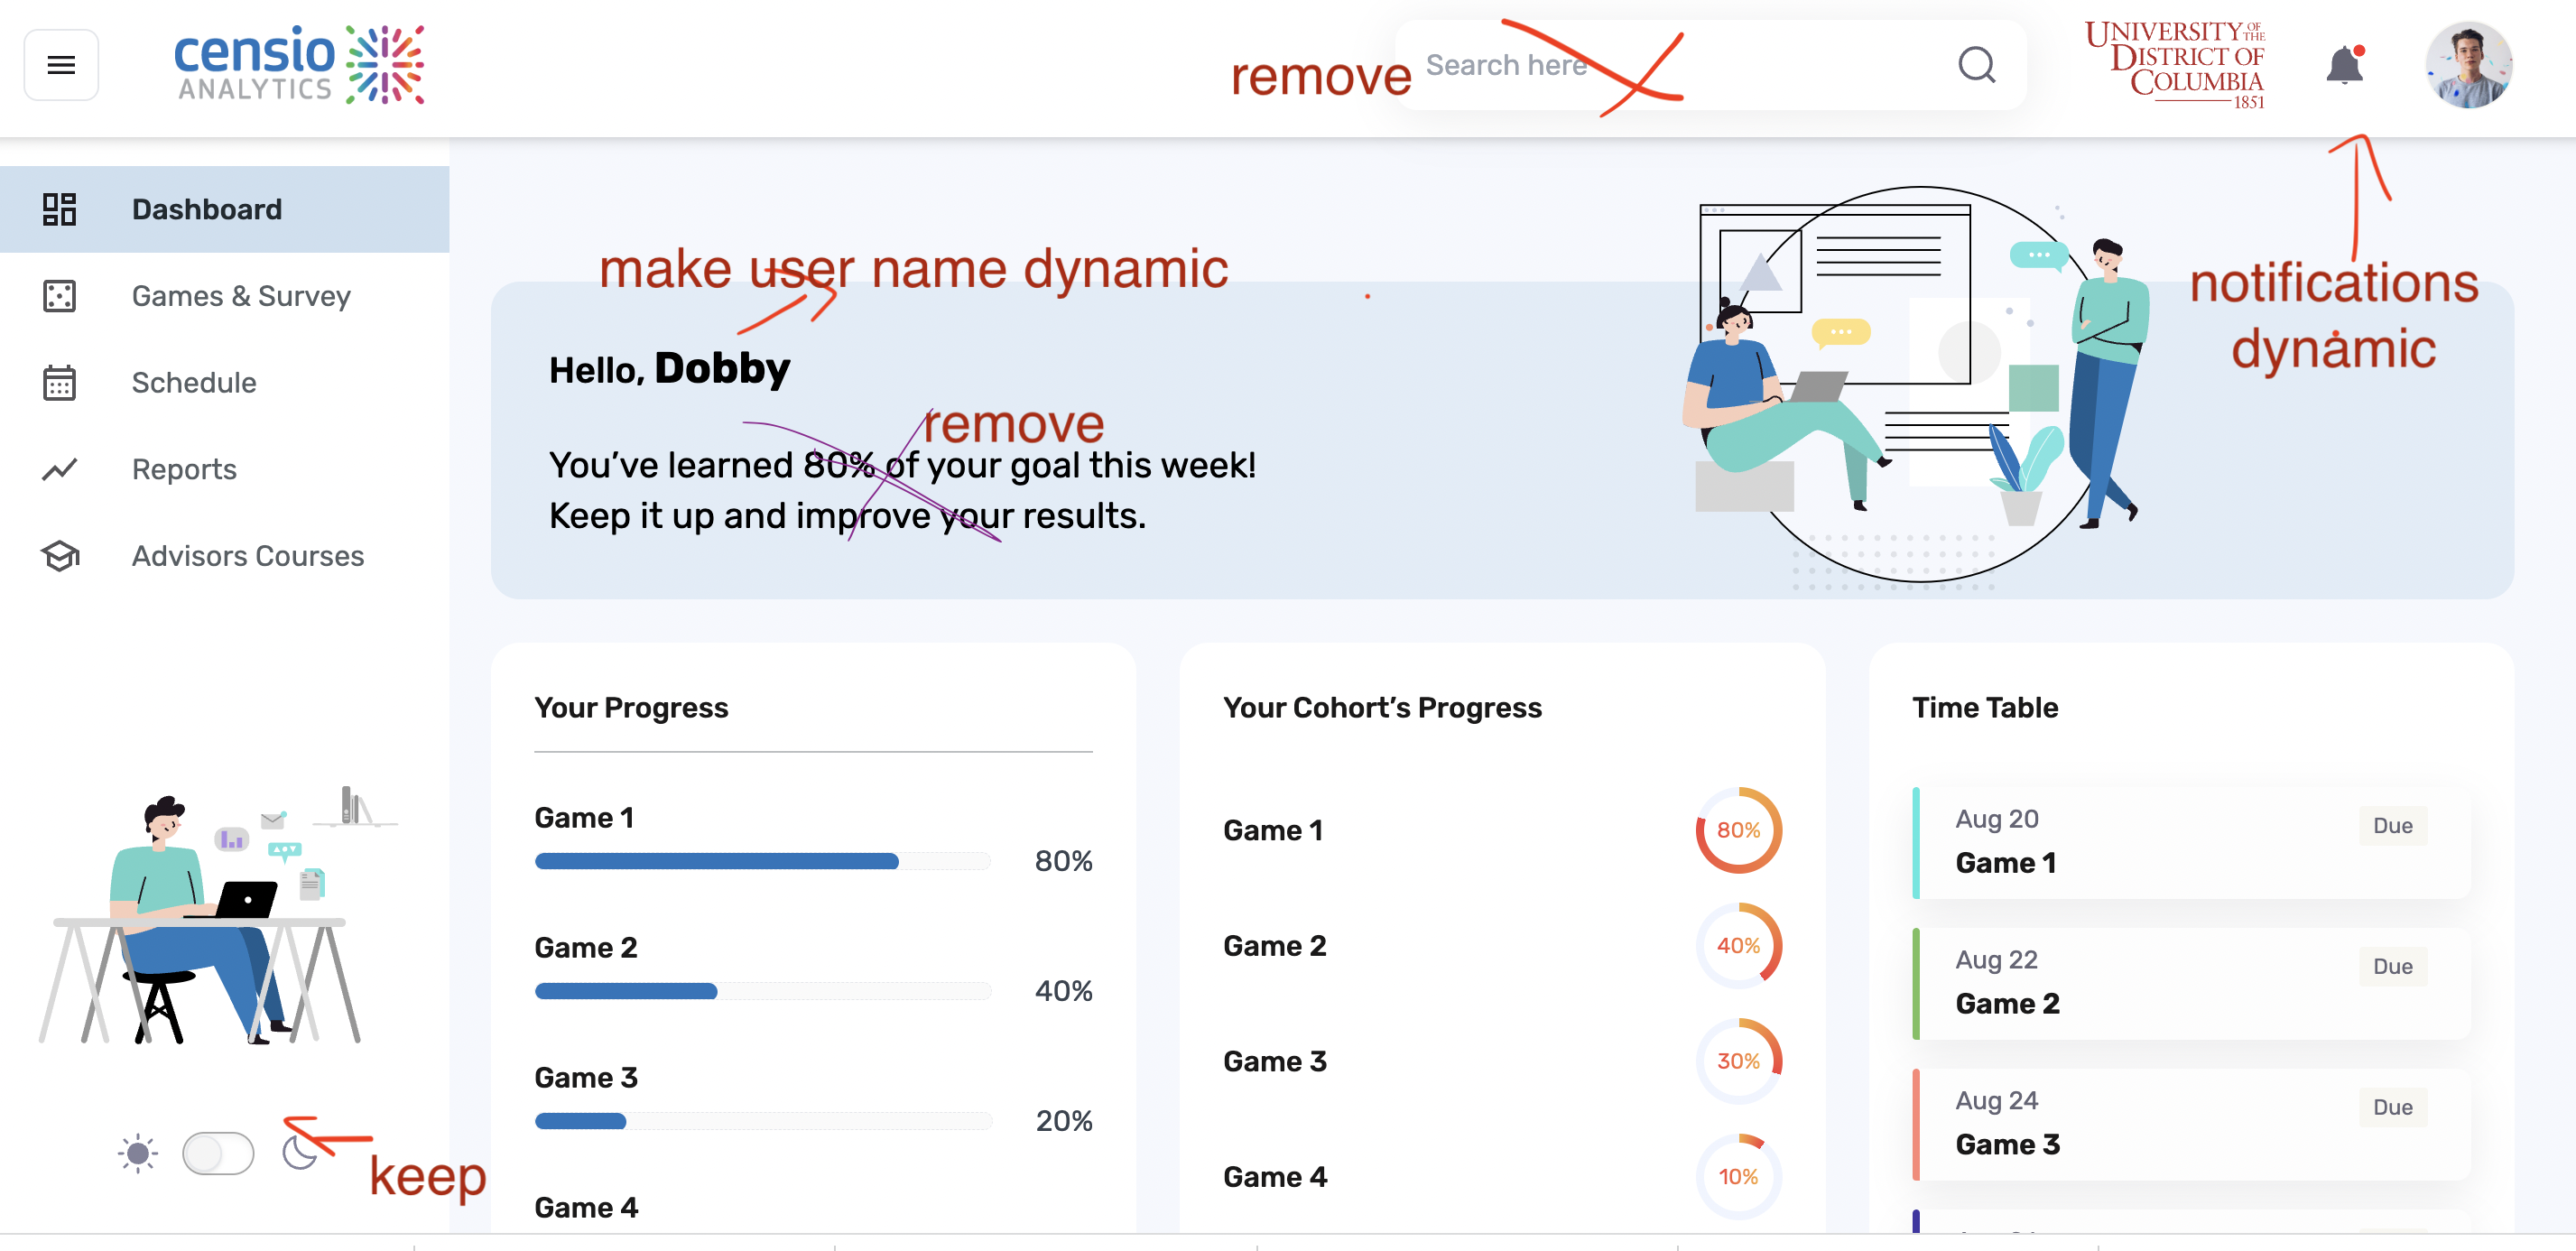 censio
ANALYTICS
remove
Search here
UNIVERSITY OF THE
DISTRICT OF
COLUMBIA
1851
Dashboard
Games & Survey
Schedule
Reports
Advisors Courses
keep
make user name dynamic
notifications
dynamic
Hello, Dobby
remove
You’ve learned 80% of your goal this week!
Keep it up and improve your results.
Your Progress
Game 1
80%
Game 2
40%
Game 3
20%
Game 4
Your Cohort’s Progress
Game 1
80%
Game 2
40%
Game 3
30%
Game 4
10%
Time Table
Aug 20
Due
Game 1
Aug 22
Due
Game 2
Aug 24
Due
Game 3